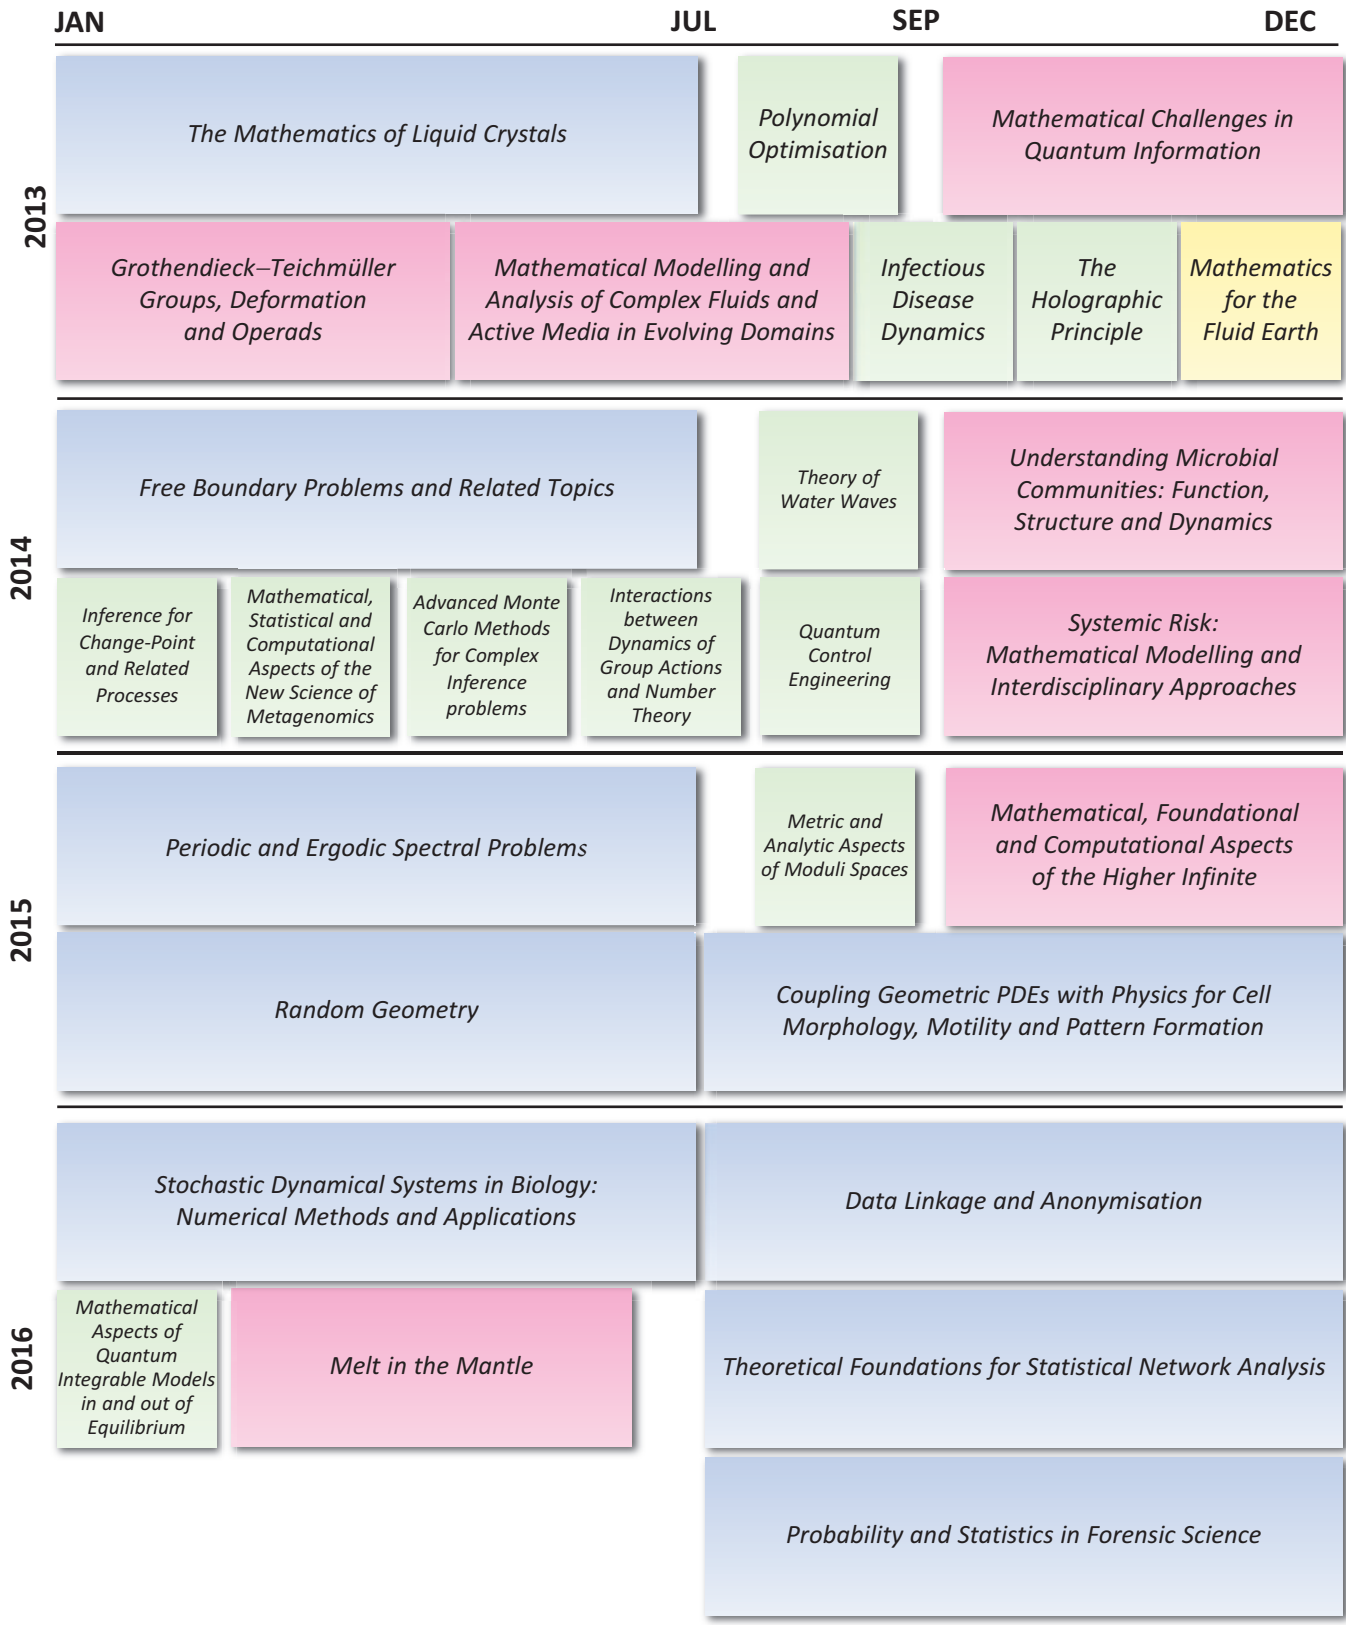 JAN
JUL
SEP
DEC
2013
The Mathematics of Liquid Crystals
Polynomial
Optimisation
Mathematical Challenges in
Quantum Information
Grothendieck–Teichmüller
Groups, Deformation
and Operads
Mathematical Modelling and
Analysis of Complex Fluids and
Active Media in Evolving Domains
Infectious
Disease
Dynamics
The
Holographic
Principle
Mathematics
for the
Fluid Earth
2014
Free Boundary Problems and Related Topics
Theory of
Water Waves
Understanding Microbial
Communities: Function,
Structure and Dynamics
Inference for
Change-Point
and Related
Processes
Mathematical,
Statistical and
Computational
Aspects of the
New Science of
Metagenomics
Advanced Monte
Carlo Methods
for Complex
Inference
problems
Interactions
between
Dynamics of
Group Actions
and Number
Theory
Quantum
Control
Engineering
Systemic Risk:
Mathematical Modelling and
Interdisciplinary Approaches
2015
Periodic and Ergodic Spectral Problems
Metric and
Analytic Aspects
of Moduli Spaces
Mathematical, Foundational
and Computational Aspects
of the Higher Infinite
Random Geometry
Coupling Geometric PDEs with Physics for Cell
Morphology, Motility and Pattern Formation
2016
Stochastic Dynamical Systems in Biology:
Numerical Methods and Applications
Data Linkage and Anonymisation
Mathematical
Aspects of
Quantum
Integrable Models
in and out of
Equilibrium
Melt in the Mantle
Theoretical Foundations for Statistical Network Analysis
Probability and Statistics in Forensic Science